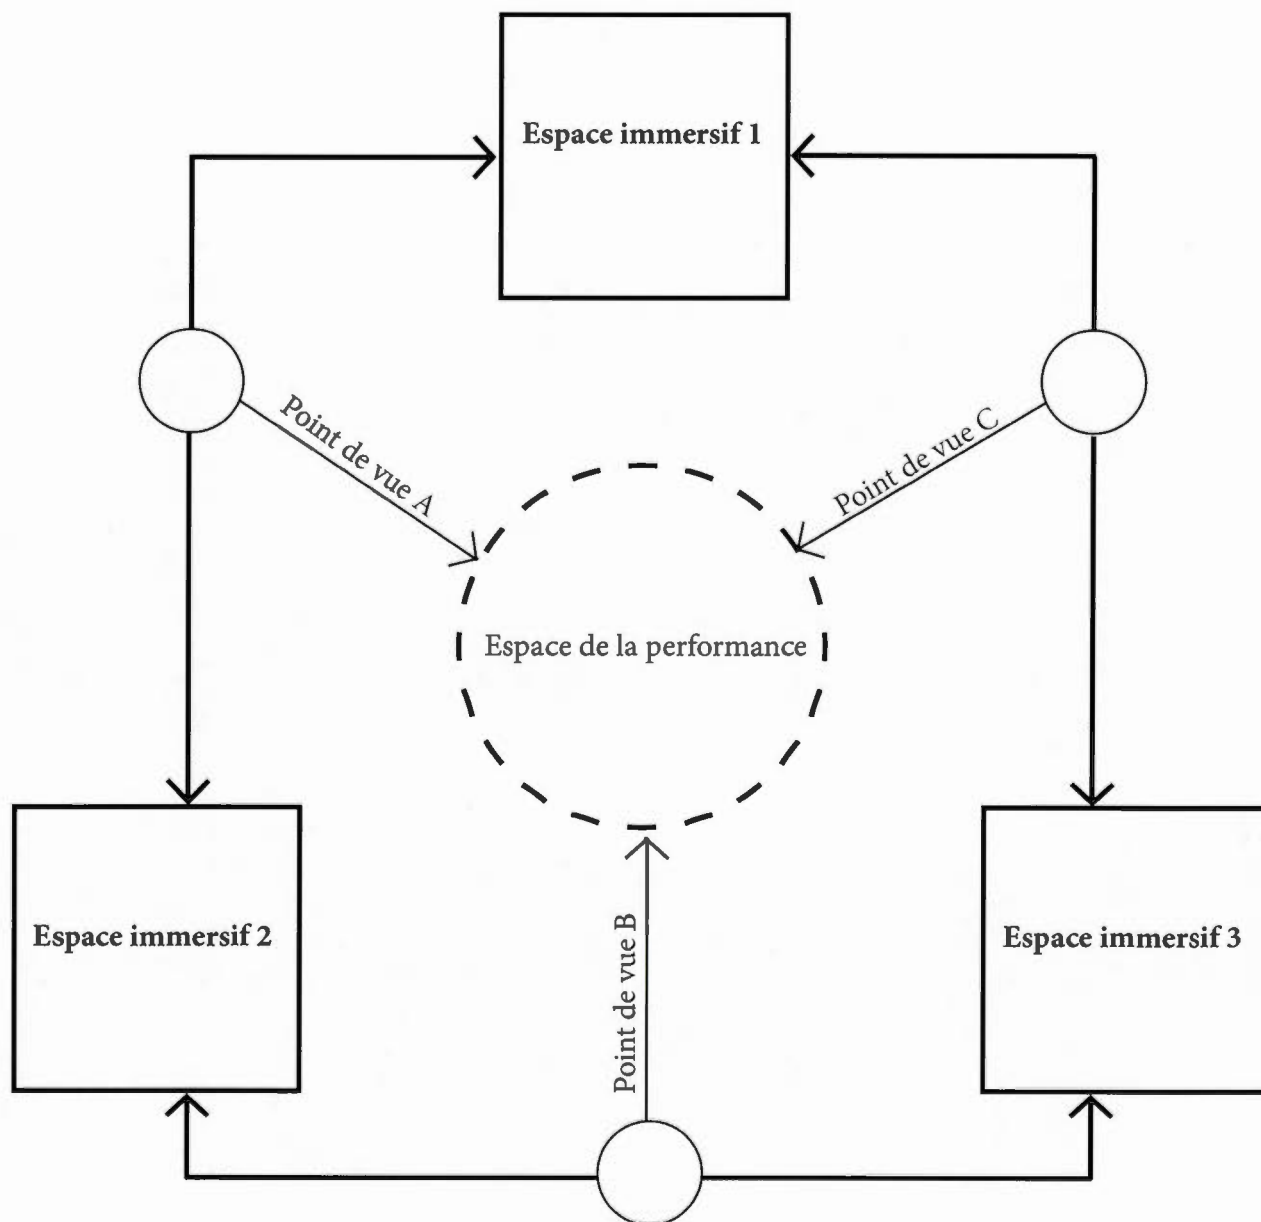 Espace immersif 1
Point de vue A
Point de vue C
Espace de la performance
Espace immersif 2
Point de vue B
Espace immersif 3